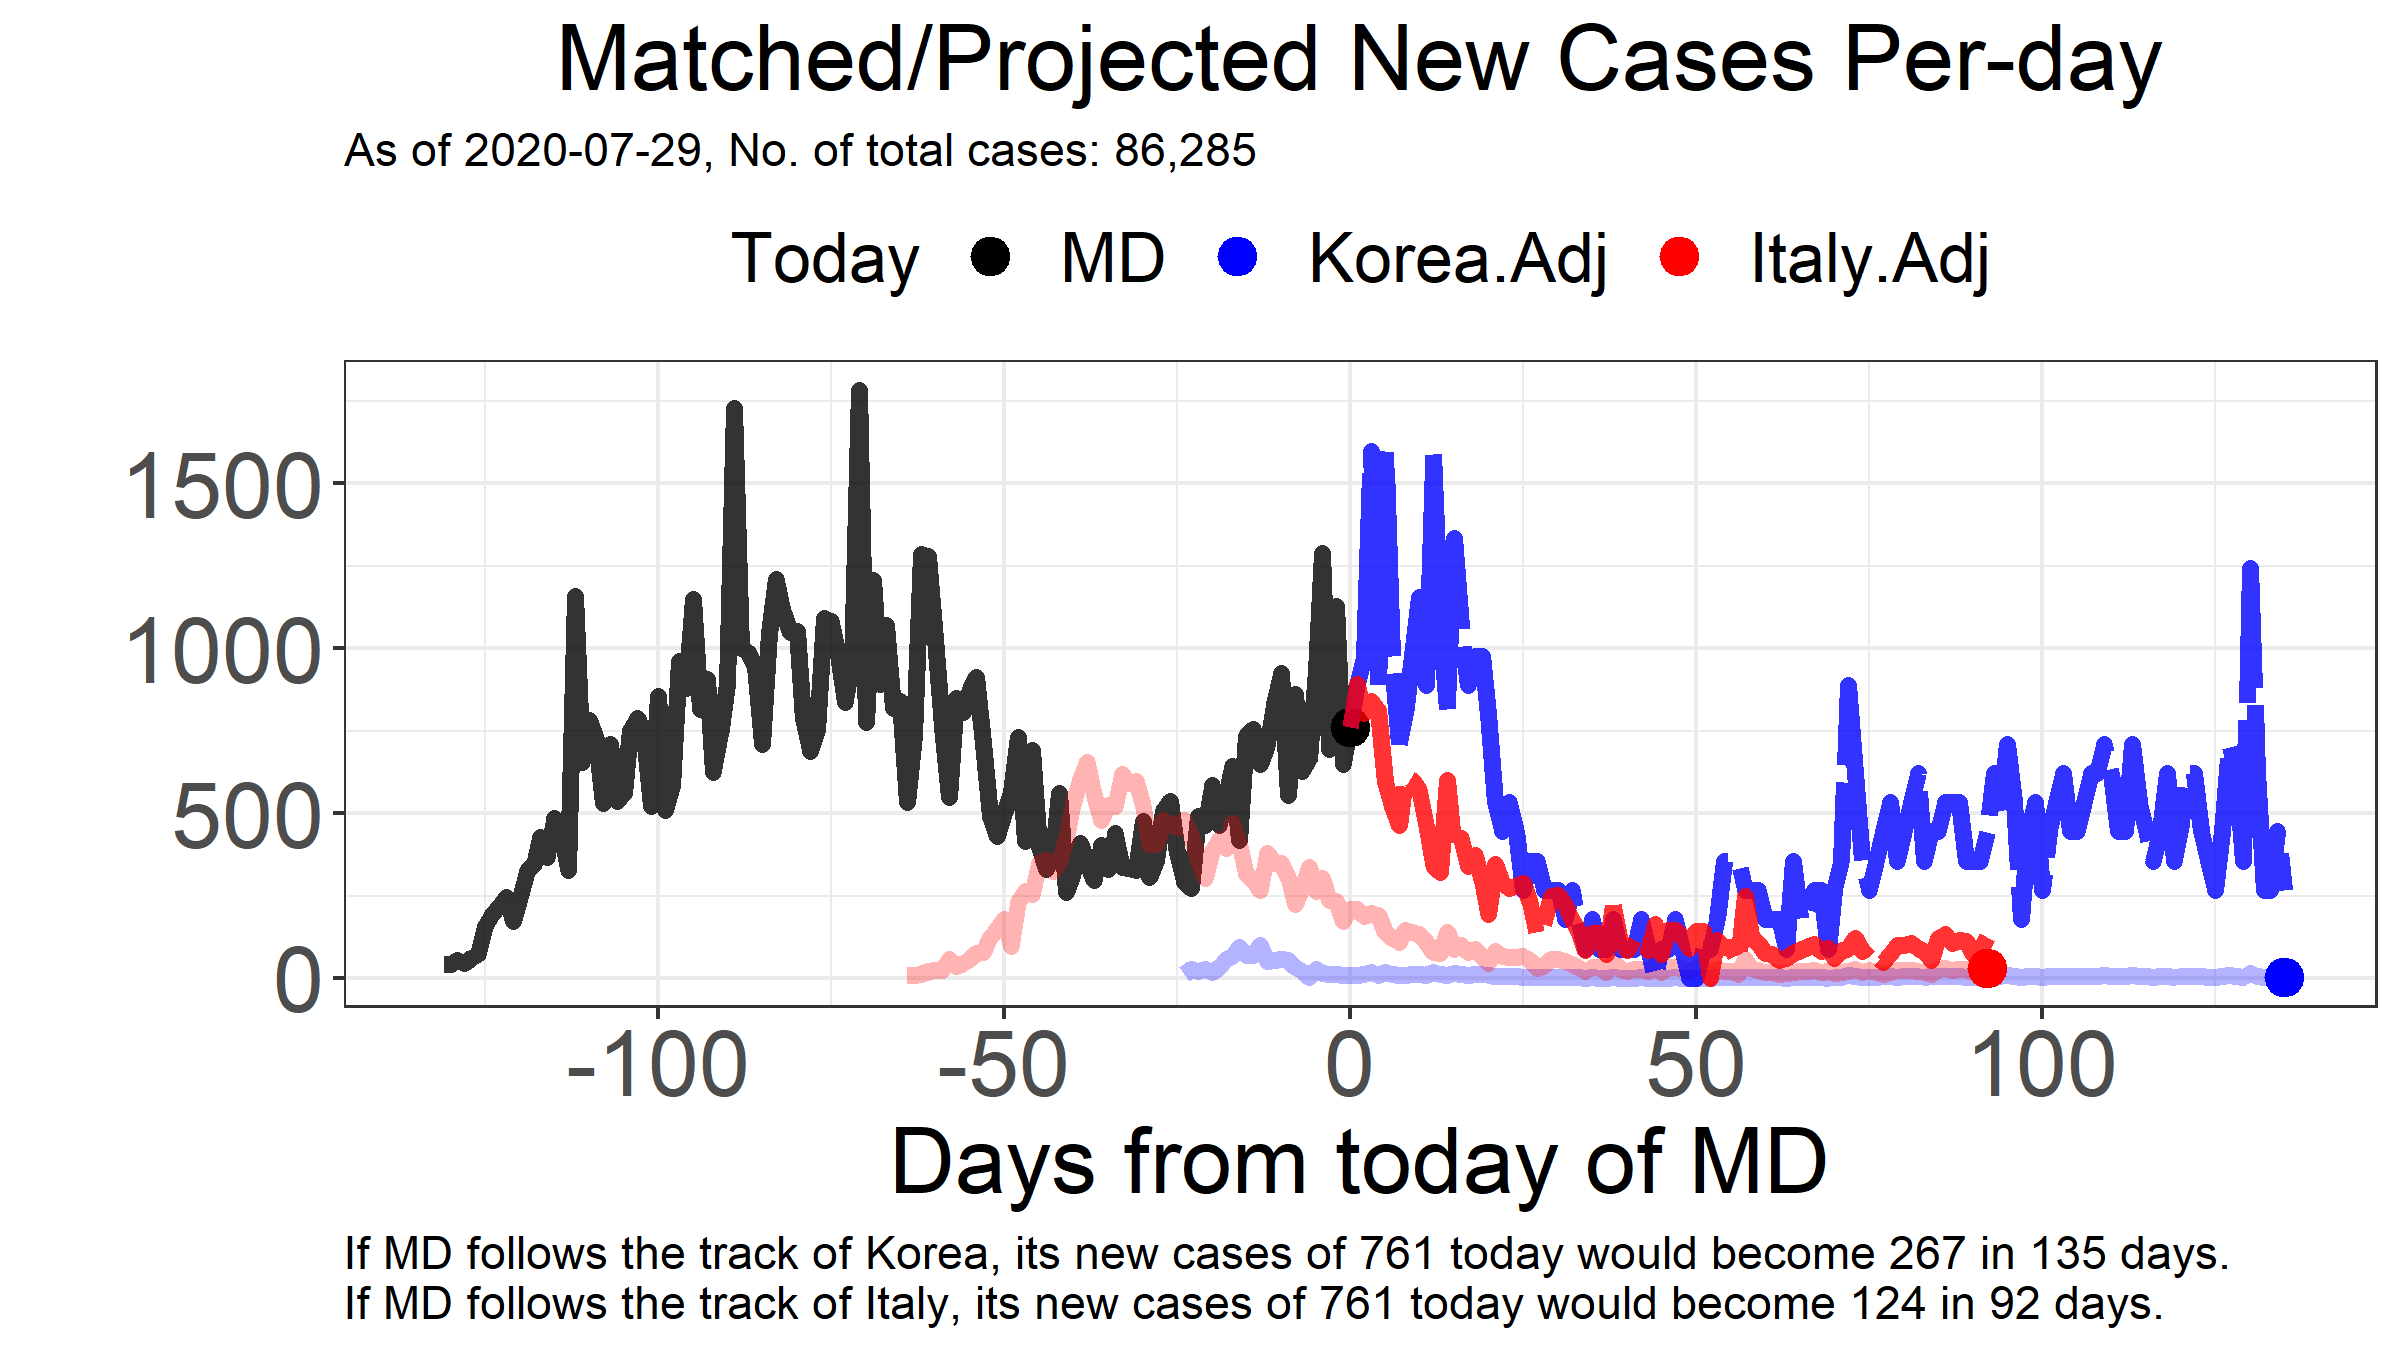 Matched/Projected New Cases Per-day
As of 2020-07-29, No. of total cases: 86,285
Today MD Korea.Adj Italy.Adj
1500
1000
500
0
-100 -50 0 50 100
Days from today of MD
If MD follows the track of Korea, its new cases of 761 today would become 267 in 135 days.
If MD follows the track of Italy, its new cases of 761 today would become 124 in 92 days.